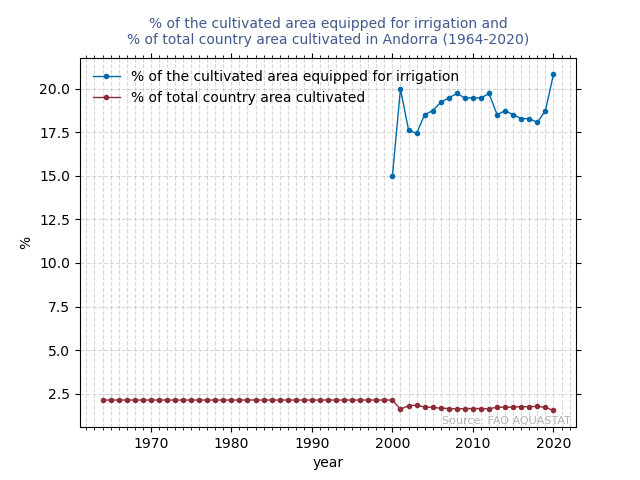 % of the cultivated area equipped for irrigation and
% of total country area cultivated in Andorra (1964-2020)
% of the cultivated area equipped for irrigation
% of total country area cultivated
20.0
17.5
15.0
12.5
10.0
7.5
5.0
2.5
%
Source: FAO AQUASTAT
1970 1980 1990 2000 2010 2020
year